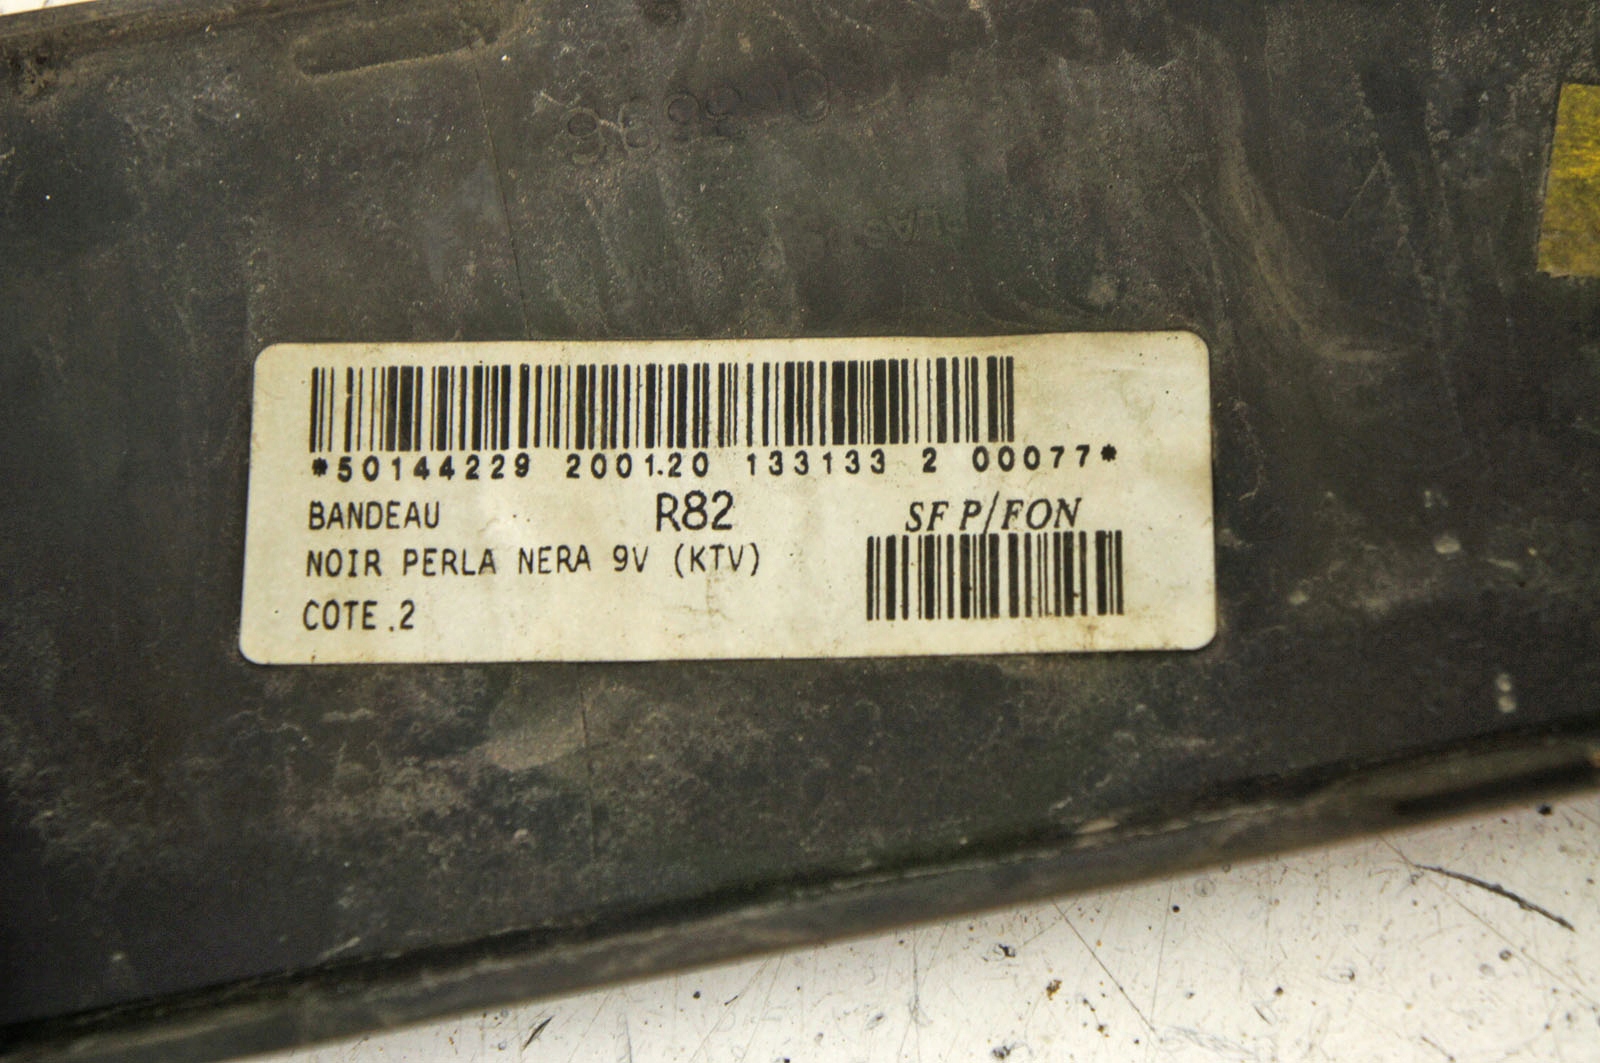 *50144229 2001.20 133133 2 00077*
BANDEAU R82 SF P/FON
NOIR PERLA NERA 9V (KTV)
COTE .2